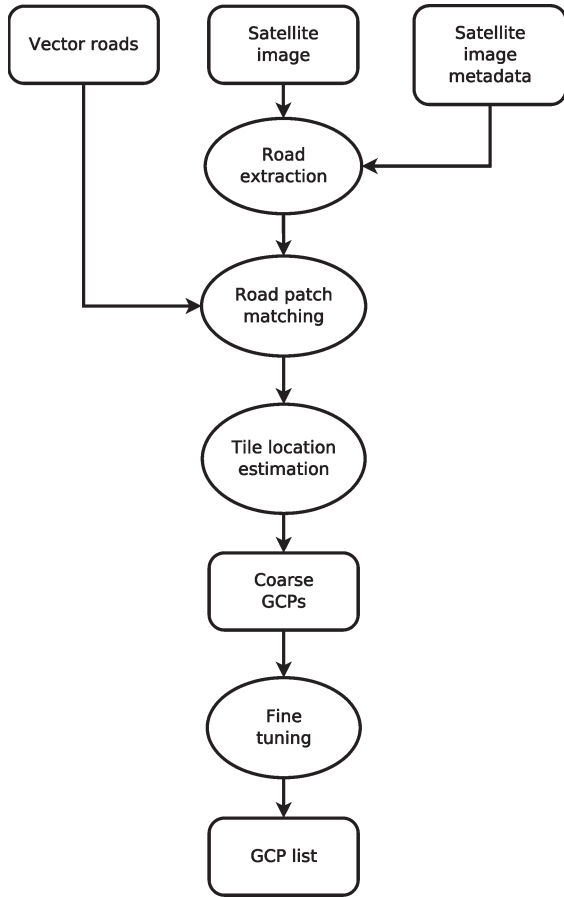 Vector roads
Satellite
image
Satellite
image
metadata
Road
extraction
Road patch
matching
Tile location
estimation
Coarse
GCPs
Fine
tuning
GCP list